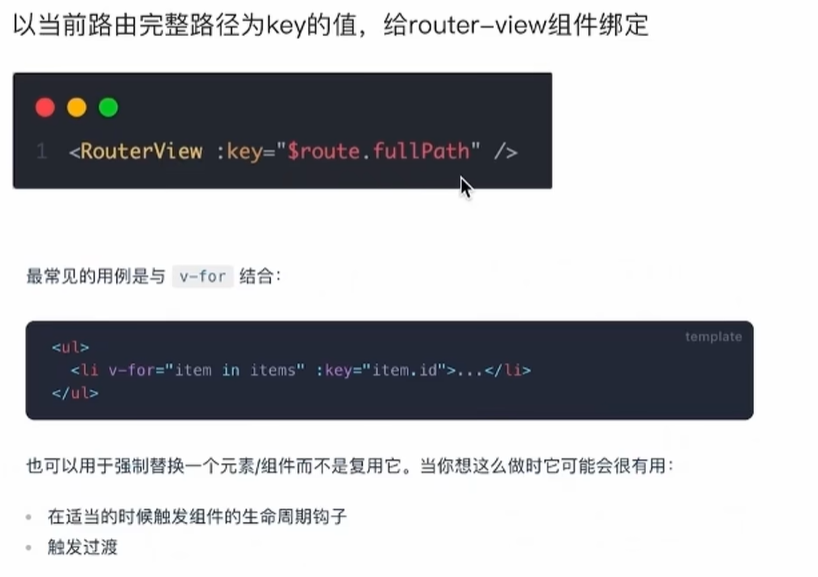 以当前路由完整路径为key的值，给router-view组件绑定
1 <RouterView :key="$route.fullPath" />
最常见的用例是与 v-for 结合：
template
<ul>
<li v-for="item in items" :key="item.id">...</li>
</ul>
也可以用于强制替换一个元素/组件而不是复用它。当你想这么做时它可能会很有用：
• 在适当的时候触发组件的生命周期钩子
• 触发过渡